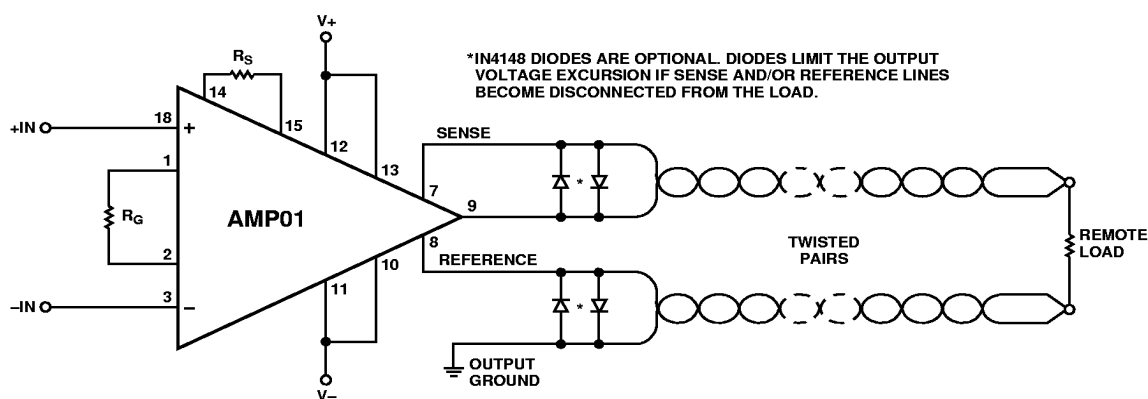 V+
RS
*IN4148 DIODES ARE OPTIONAL. DIODES LIMIT THE OUTPUT
VOLTAGE EXCURSION IF SENSE AND/OR REFERENCE LINES
BECOME DISCONNECTED FROM THE LOAD.
14
+IN
18
+
15
12
SENSE
1
13
7
*
RG
AMP01
9
TWISTED
PAIRS
REMOTE
LOAD
2
8
10
REFERENCE
3
–IN
–
11
*
OUTPUT
GROUND
V–